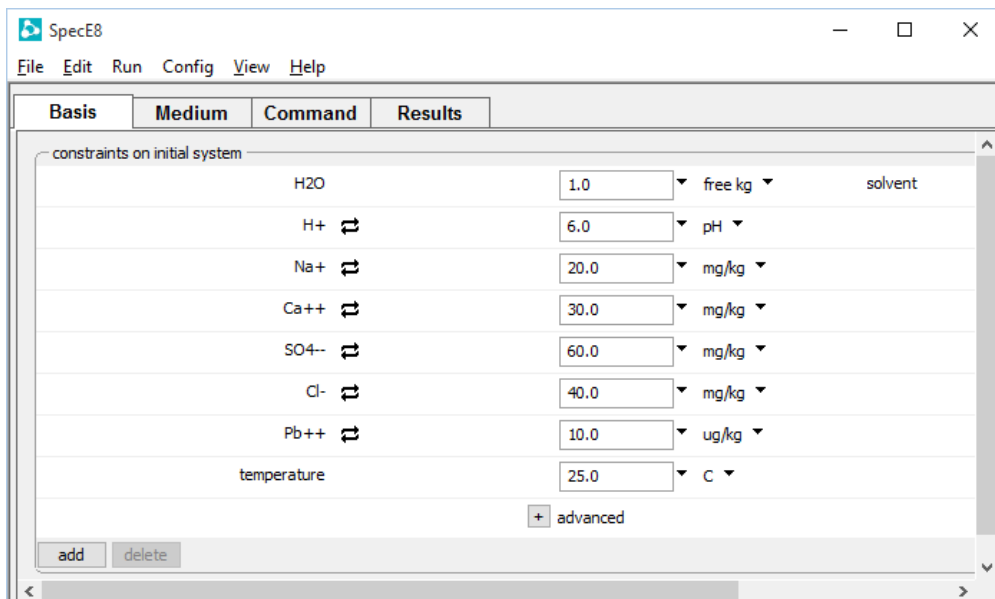 SpecE8
File Edit Run Config View Help
Basis Medium Command Results
constraints on initial system
H2O 1.0 free kg solvent
H+ 6.0 pH
Na+ 20.0 mg/kg
Ca++ 30.0 mg/kg
SO4-- 60.0 mg/kg
Cl- 40.0 mg/kg
Pb++ 10.0 ug/kg
temperature 25.0 C
+ advanced
add delete